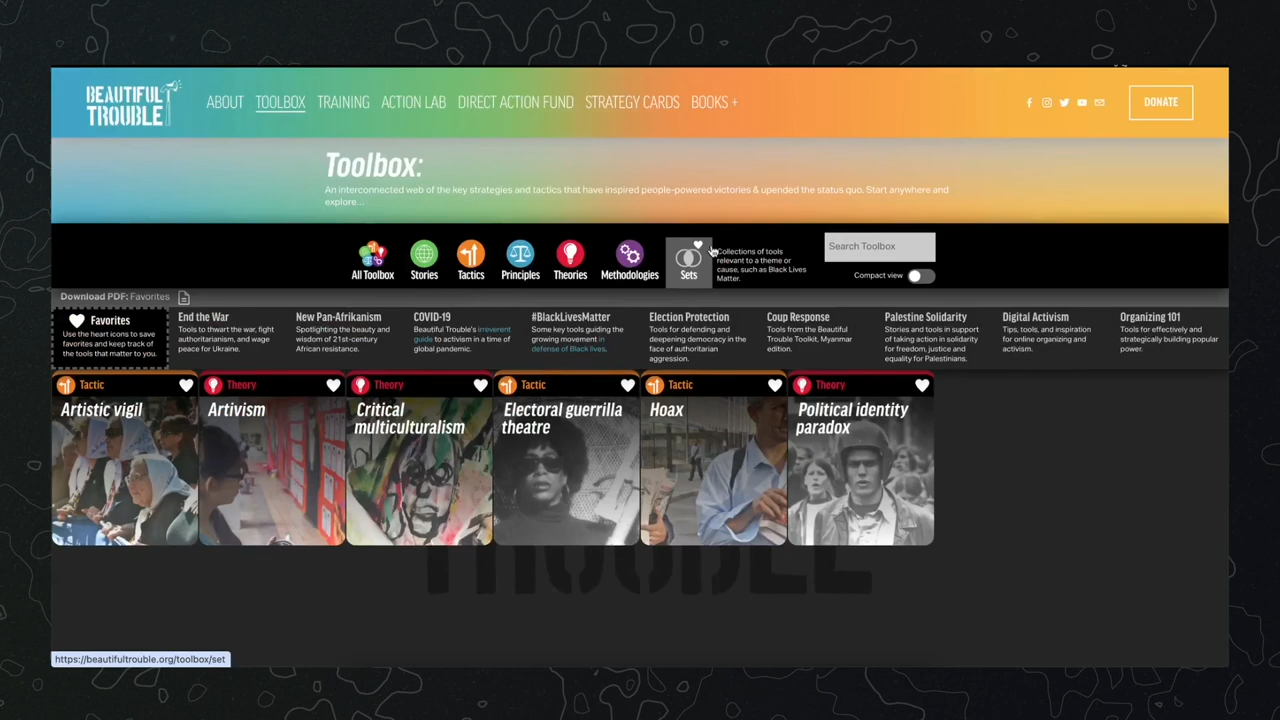 BEAUTIFUL
TROUBLE
ABOUT
TOOLBOX
TRAINING
ACTION LAB
DIRECT ACTION FUND
STRATEGY CARDS
BOOKS +
DONATE
Toolbox:
An interconnected web of the key strategies and tactics that have inspired people-powered victories & upended the status quo. Start anywhere and
explore...
All Toolbox
Stories
Tactics
Principles
Theories
Methodologies
Sets
Collections of tools
relevant to a theme or
cause, such as Black Lives
Matter.
Search Toolbox
Compact view
Download PDF: Favorites
Favorites
Use the heart icons to save
favorites and keep track of
the tools that matter to you.
End the War
Tools to thwart the war, fight
authoritarianism, and wage
peace for Ukraine.
New Pan-Afrikanism
Spotlighting the beauty and
wisdom of 21st-century
African resistance.
COVID-19
Beautiful Trouble's irreverent
guide to activism in a time of
global pandemic.
#BlackLivesMatter
Some key tools guiding the
growing movement in
defense of Black lives.
Election Protection
Tools for defending and
deepening democracy in the
face of authoritarian
aggression.
Coup Response
Tools from the Beautiful
Trouble Toolkit, Myanmar
edition.
Palestine Solidarity
Stories and tools in support
of taking action in solidarity
for freedom, justice and
equality for Palestinians.
Digital Activism
Tips, tools, and inspiration
for online organizing and
activism.
Organizing 101
Tools for effectively and
strategically building popular
power.
Tactic
Artistic vigil
Theory
Artivism
Theory
Critical
multiculturalism
Tactic
Electoral guerrilla
theatre
Tactic
Hoax
Theory
Political identity
paradox
TROUBLE
https://beautifultrouble.org/toolbox/set